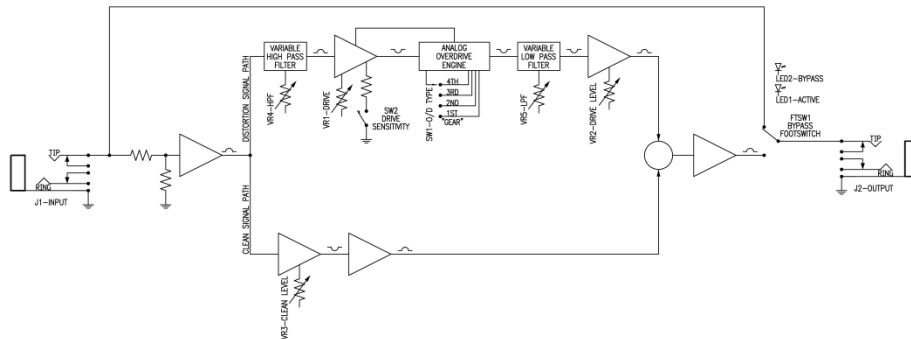 VARIABLE
HIGH PASS
FILTER
ANALOG
OVERDRIVE
ENGINE
VARIABLE
LOW PASS
FILTER
DISTORTION SIGNAL PATH
VR4-HPF
VR1-DRIVE
SW2
DRIVE
SENSITIVITY
SW1-O/D TYPE
4TH
3RD
2ND
1ST
"GEAR"
VR5-LPF
VR2-DRIVE LEVEL
LED2-BYPASS
LED1-ACTIVE
FTSW1
BYPASS
FOOTSWITCH
TIP
RING
J1-INPUT
TIP
RING
J2-OUTPUT
CLEAN SIGNAL PATH
VR3-CLEAN LEVEL